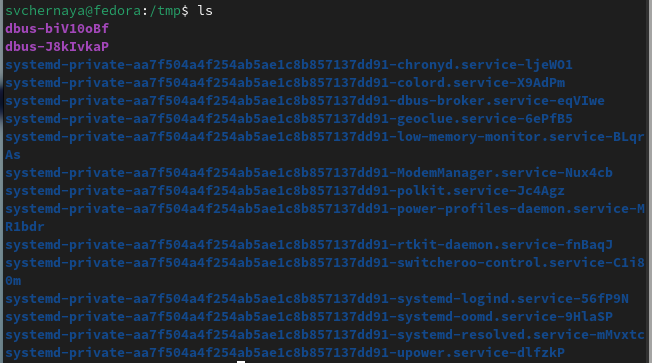 svchernaya@fedora:/tmp$ ls
dbus-biV10oBf
dbus-J8kIvkaP
systemd-private-aa7f504a4f254ab5ae1c8b857137dd91-chronyd.service-ljeWO1
systemd-private-aa7f504a4f254ab5ae1c8b857137dd91-colord.service-X9AdPm
systemd-private-aa7f504a4f254ab5ae1c8b857137dd91-dbus-broker.service-eqVIwe
systemd-private-aa7f504a4f254ab5ae1c8b857137dd91-geoclue.service-6ePfB5
systemd-private-aa7f504a4f254ab5ae1c8b857137dd91-low-memory-monitor.service-BLqr
As
systemd-private-aa7f504a4f254ab5ae1c8b857137dd91-ModemManager.service-Nux4cb
systemd-private-aa7f504a4f254ab5ae1c8b857137dd91-polkit.service-Jc4Agz
systemd-private-aa7f504a4f254ab5ae1c8b857137dd91-power-profiles-daemon.service-M
R1bdr
systemd-private-aa7f504a4f254ab5ae1c8b857137dd91-rtkit-daemon.service-fnBaqJ
systemd-private-aa7f504a4f254ab5ae1c8b857137dd91-switcheroo-control.service-C1i8
0m
systemd-private-aa7f504a4f254ab5ae1c8b857137dd91-systemd-logind.service-56fP9N
systemd-private-aa7f504a4f254ab5ae1c8b857137dd91-systemd-oomd.service-9HlaSP
systemd-private-aa7f504a4f254ab5ae1c8b857137dd91-systemd-resolved.service-mMvxtc
systemd-private-aa7f504a4f254ab5ae1c8b857137dd91-upower.service-dlfzkP